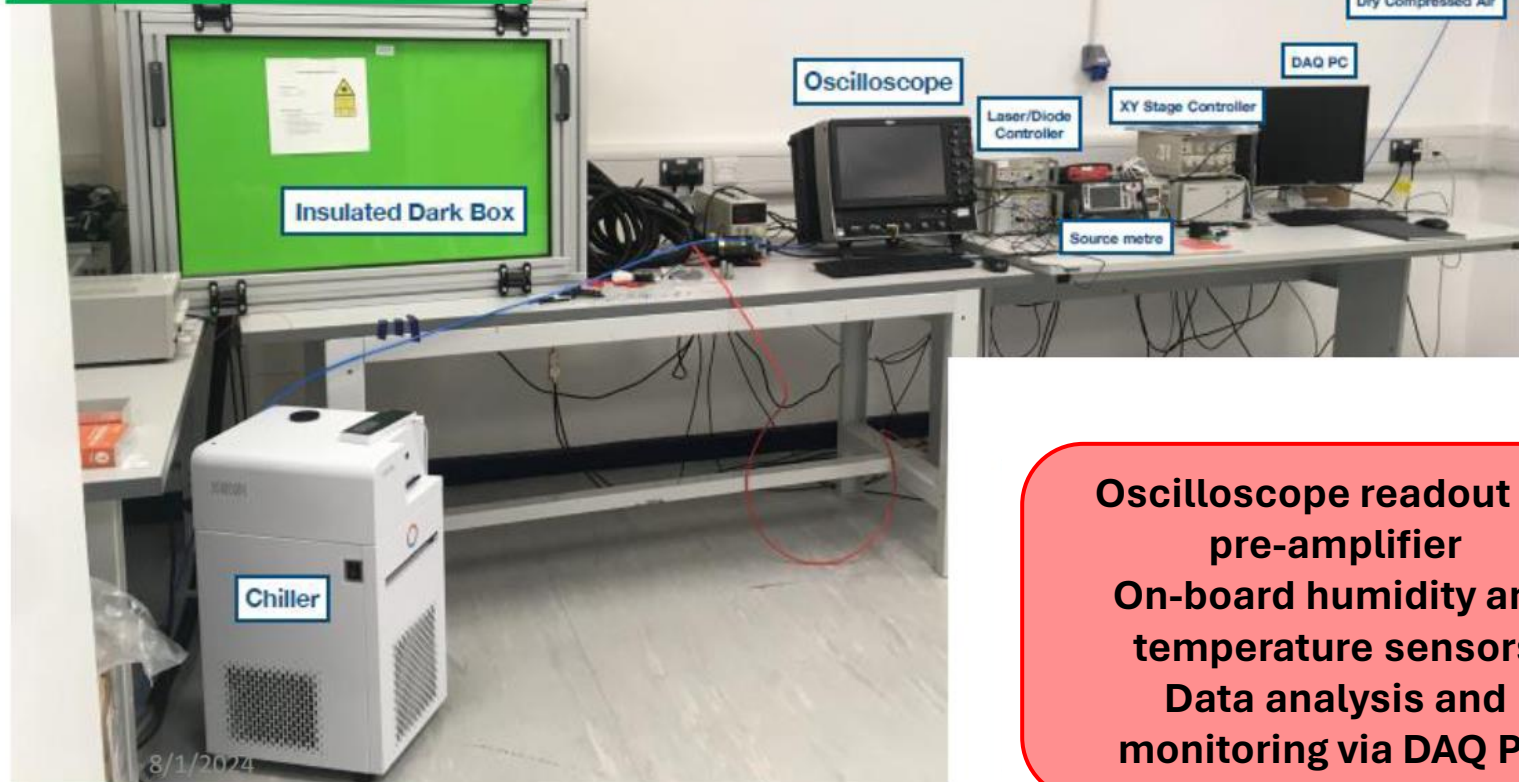 Dry Compressed Air
DAQ PC
Oscilloscope
XY Stage Controller
Laser/Diode
Controller
Insulated Dark Box
Source metre
Chiller
Oscilloscope readout
pre-amplifier
On-board humidity
temperature sensors
Data analysis and
monitoring via DAQ
8/1/2024